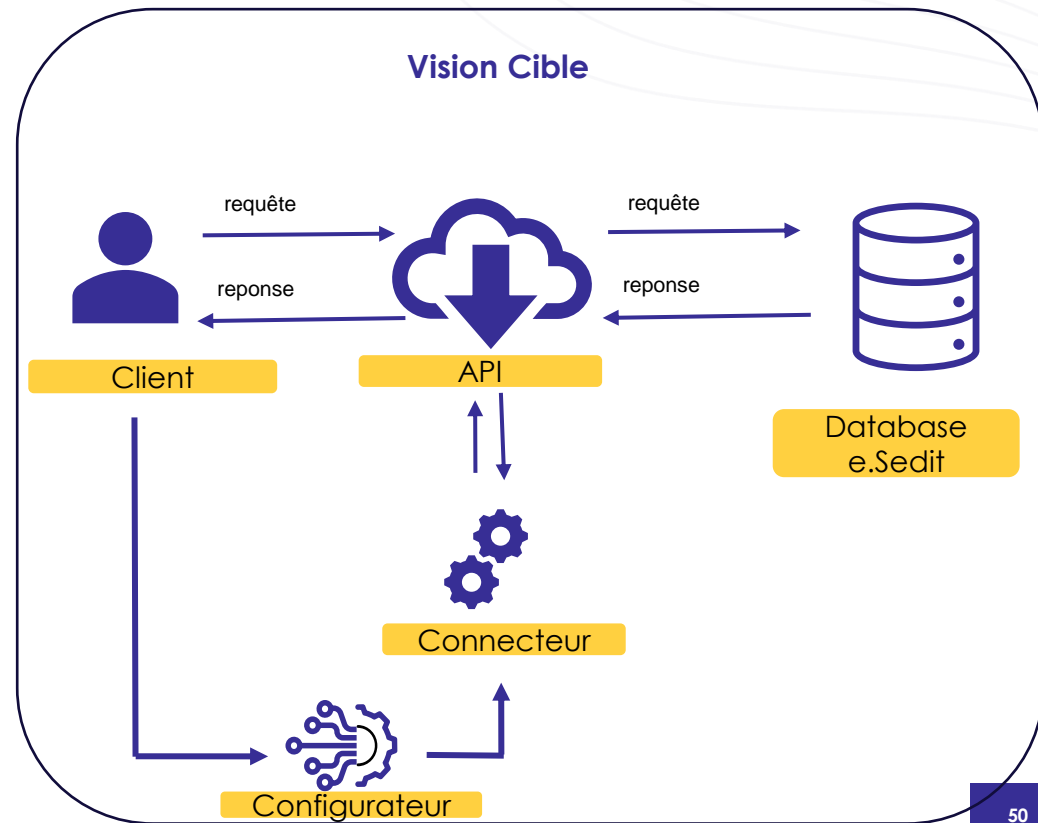 Vision Cible
requête
requête
reponse
reponse
Client
API
Database
e.Sedit
Connecteur
Configurateur
50